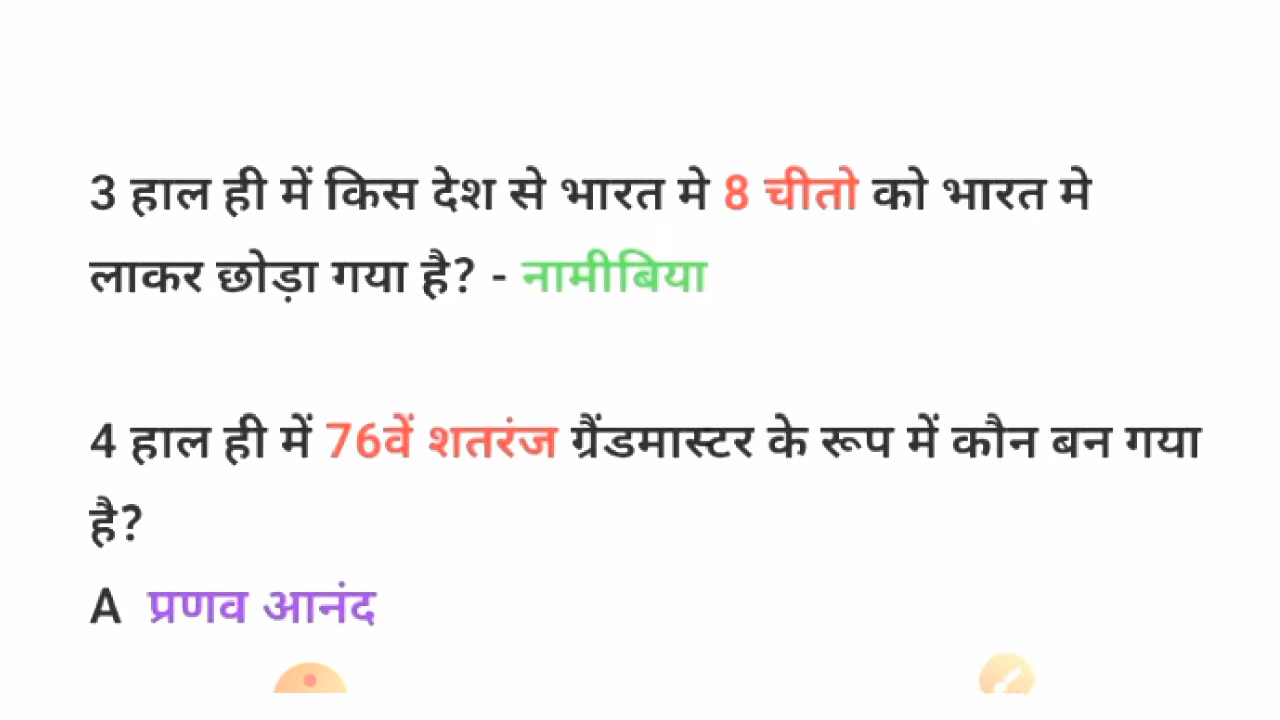 3 हाल ही में किस देश से भारत मे 8 चीतो को भारत मे
लाकर छोड़ा गया है? - नामीबिया
4 हाल ही में 76वें शतरंज ग्रैंडमास्टर के रूप में कौन बन गया
है?
A प्रणव आनंद